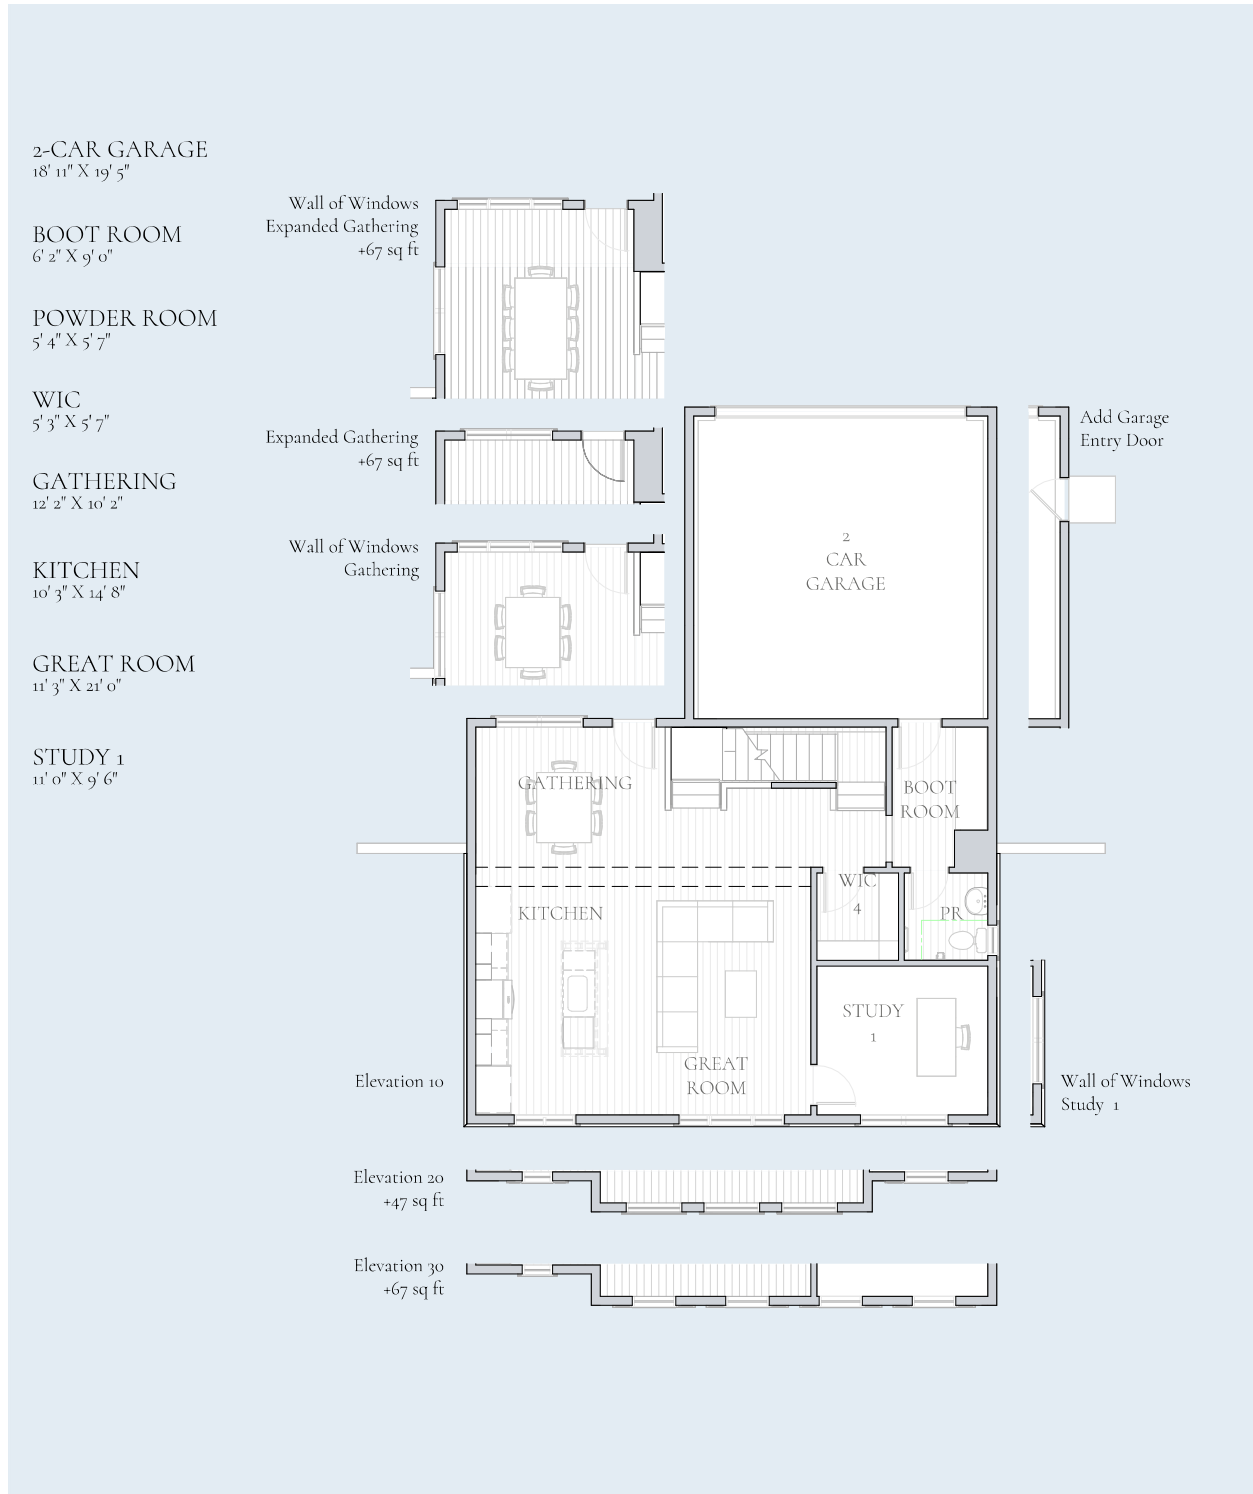 2-CAR GARAGE
18' 11" X 19' 5"
BOOT ROOM
6' 2" X 9' 0"
POWDER ROOM
5' 4" X 5' 7"
WIC
5' 3" X 5' 7"
GATHERING
12' 2" X 10' 2"
KITCHEN
10' 3" X 14' 8"
GREAT ROOM
11' 3" X 21' 0"
STUDY 1
11' 0" X 9' 6"
Wall of Windows
Expanded Gathering
+67 sq ft
Expanded Gathering
+67 sq ft
Wall of Windows
Gathering
Add Garage
Entry Door
2
CAR
GARAGE
GATHERING
BOOT
ROOM
WIC
4
PR
KITCHEN
STUDY
1
GREAT
ROOM
Elevation 10
Wall of Windows
Study 1
Elevation 20
+47 sq ft
Elevation 30
+67 sq ft